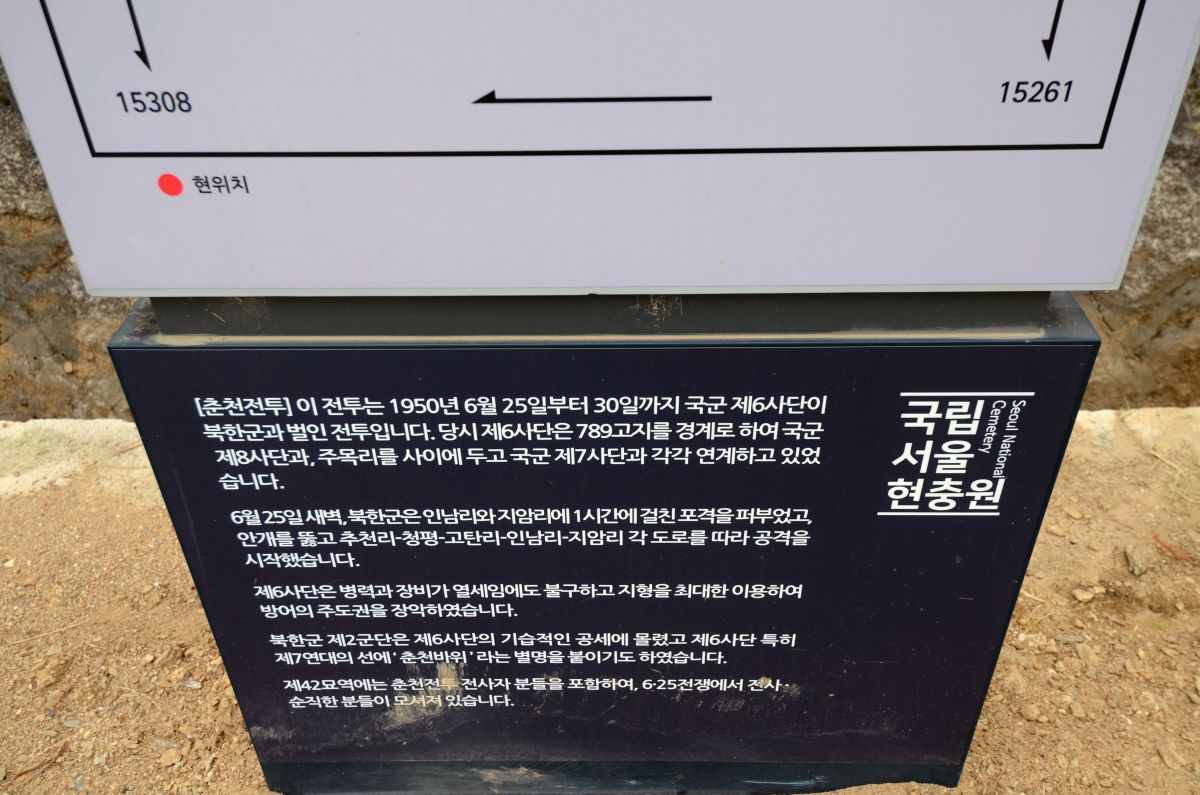 15308
15261
현위치
[춘천전투] 이 전투는 1950년 6월 25일부터 30일까지 국군 제6사단이
북한군과 벌인 전투입니다. 당시 제6사단은 789고지를 경계로 하여 국군
제8사단과, 주목리를 사이에 두고 국군 제7사단과 각각 연계하고 있었
습니다.
6월 25일 새벽, 북한군은 인남리와 지암리에 1시간에 걸친 포격을 퍼부었고,
안개를 뚫고 추천리-청평-고탄리-인남리-지암리 각 도로를 따라 공격을
시작했습니다.
제6사단은 병력과 장비가 열세임에도 불구하고 지형을 최대한 이용하여
방어의 주도권을 장악하였습니다.
북한군 제2군단은 제6사단의 기습적인 공세에 몰렸고 제6사단 특히
제7연대의 선에 ‘춘천바위’ 라는 별명을 붙이기도 하였습니다.
제42묘역에는 춘천전투 전사자 분들을 포함하여, 6·25전쟁에서 전사·
순직한 분들이 모셔져 있습니다.
국립
서울
현충원
Seoul National
Cemetery